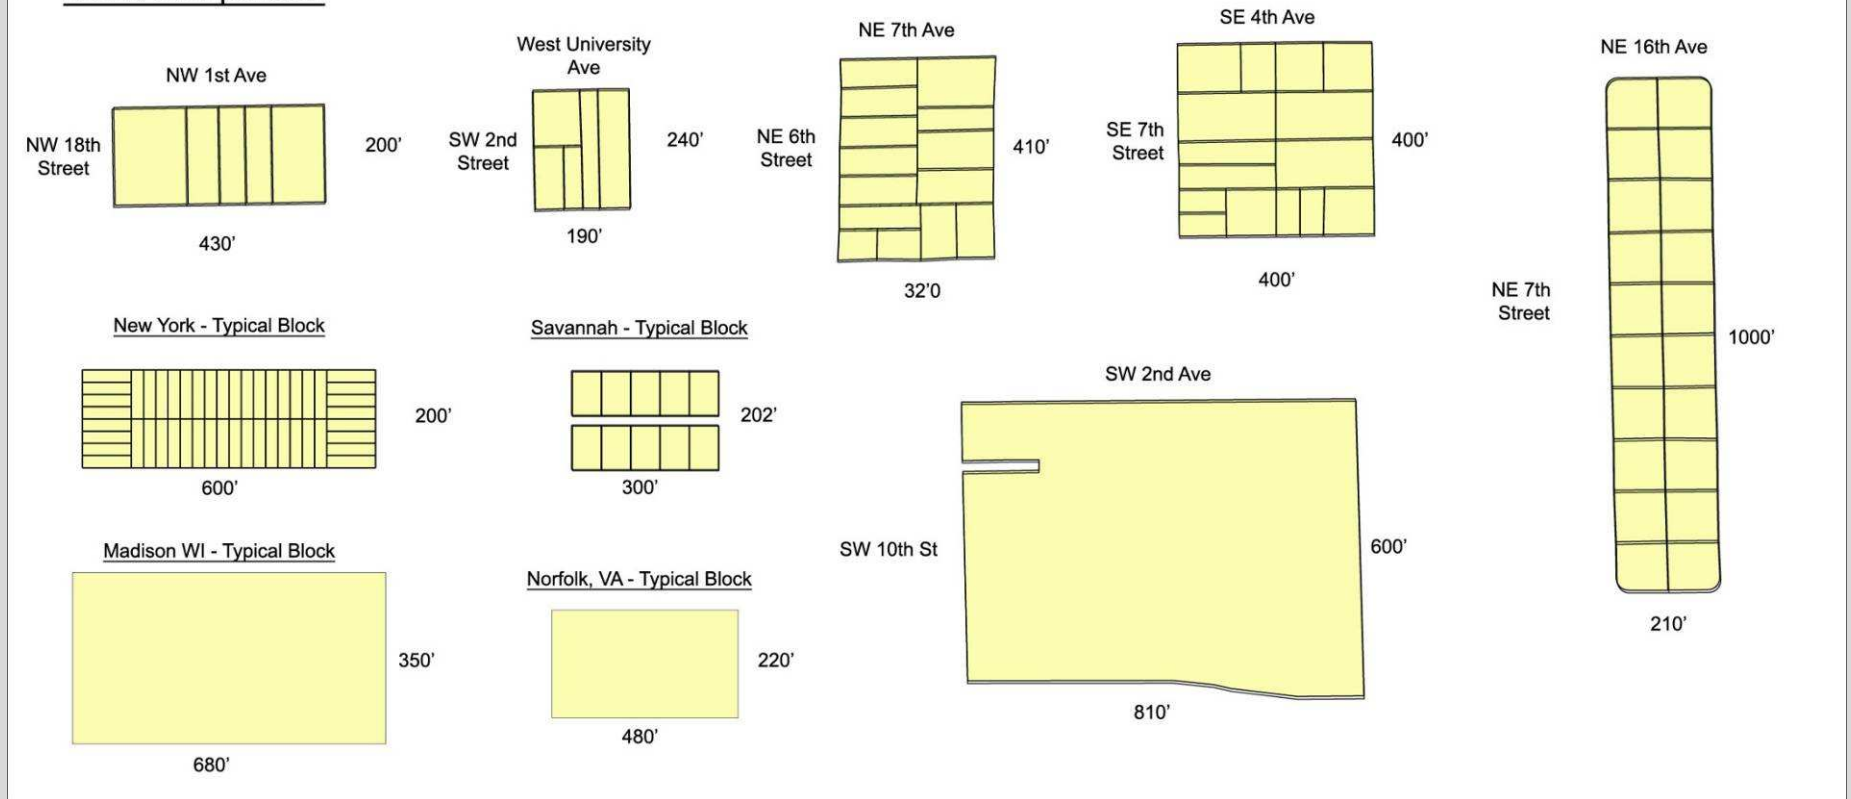 NW 1st Ave
NW 18th
Street
200’
430’
West University
Ave
SW 2nd
Street
240’
190’
NE 7th Ave
NE 6th
Street
410’
32’0
SE 4th Ave
SE 7th
Street
400’
400’
NE 16th Ave
NE 7th
Street
1000’
210’
New York - Typical Block
200’
600’
Savannah - Typical Block
202’
300’
SW 2nd Ave
SW 10th St
600’
810’
Madison WI - Typical Block
350’
680’
Norfolk, VA - Typical Block
220’
480’